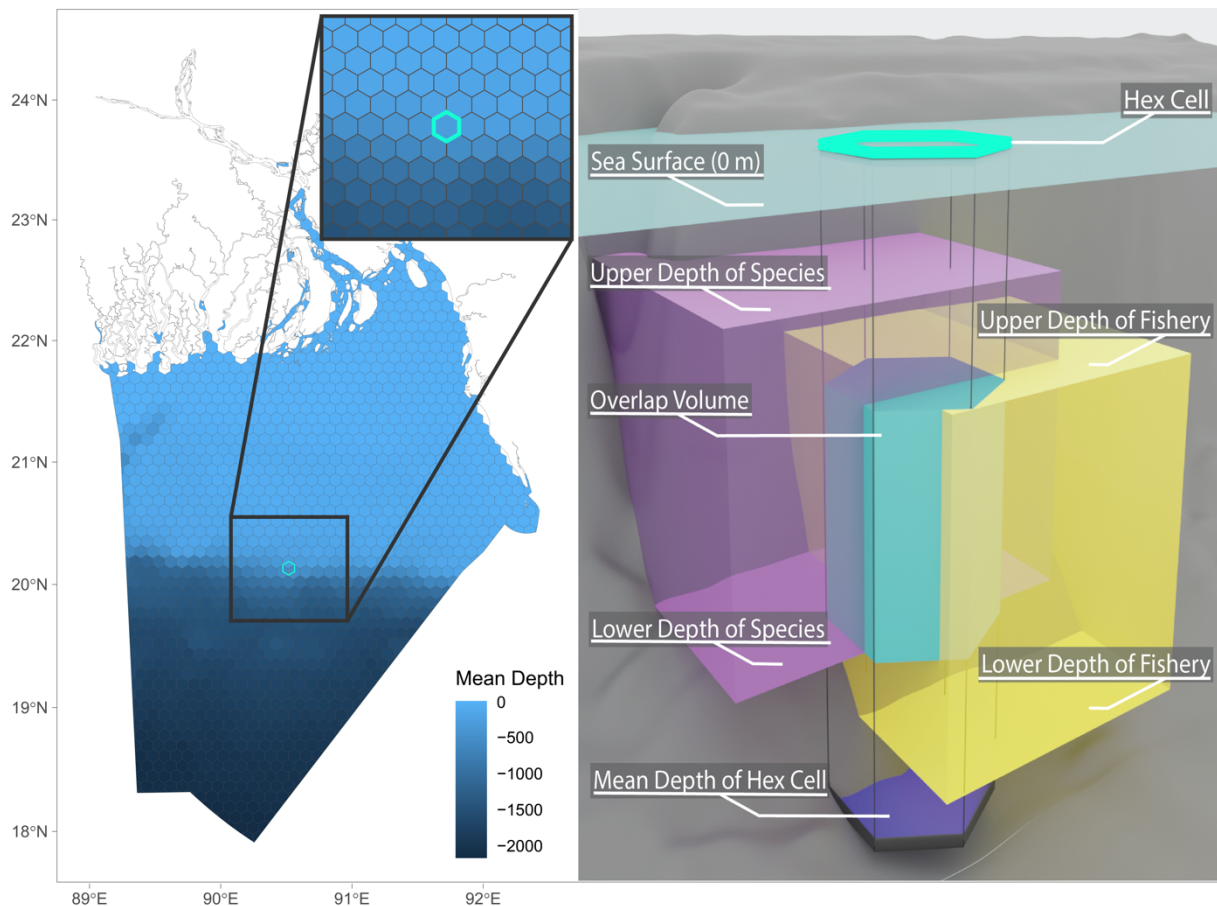 24°N
23°N
22°N
21°N
20°N
19°N
18°N
89°E
90°E
91°E
92°E
Mean Depth
0
−500
−1000
−1500
−2000
Hex Cell
Sea Surface (0 m)
Upper Depth of Species
Upper Depth of Fishery
Overlap Volume
Lower Depth of Species
Lower Depth of Fishery
Mean Depth of Hex Cell